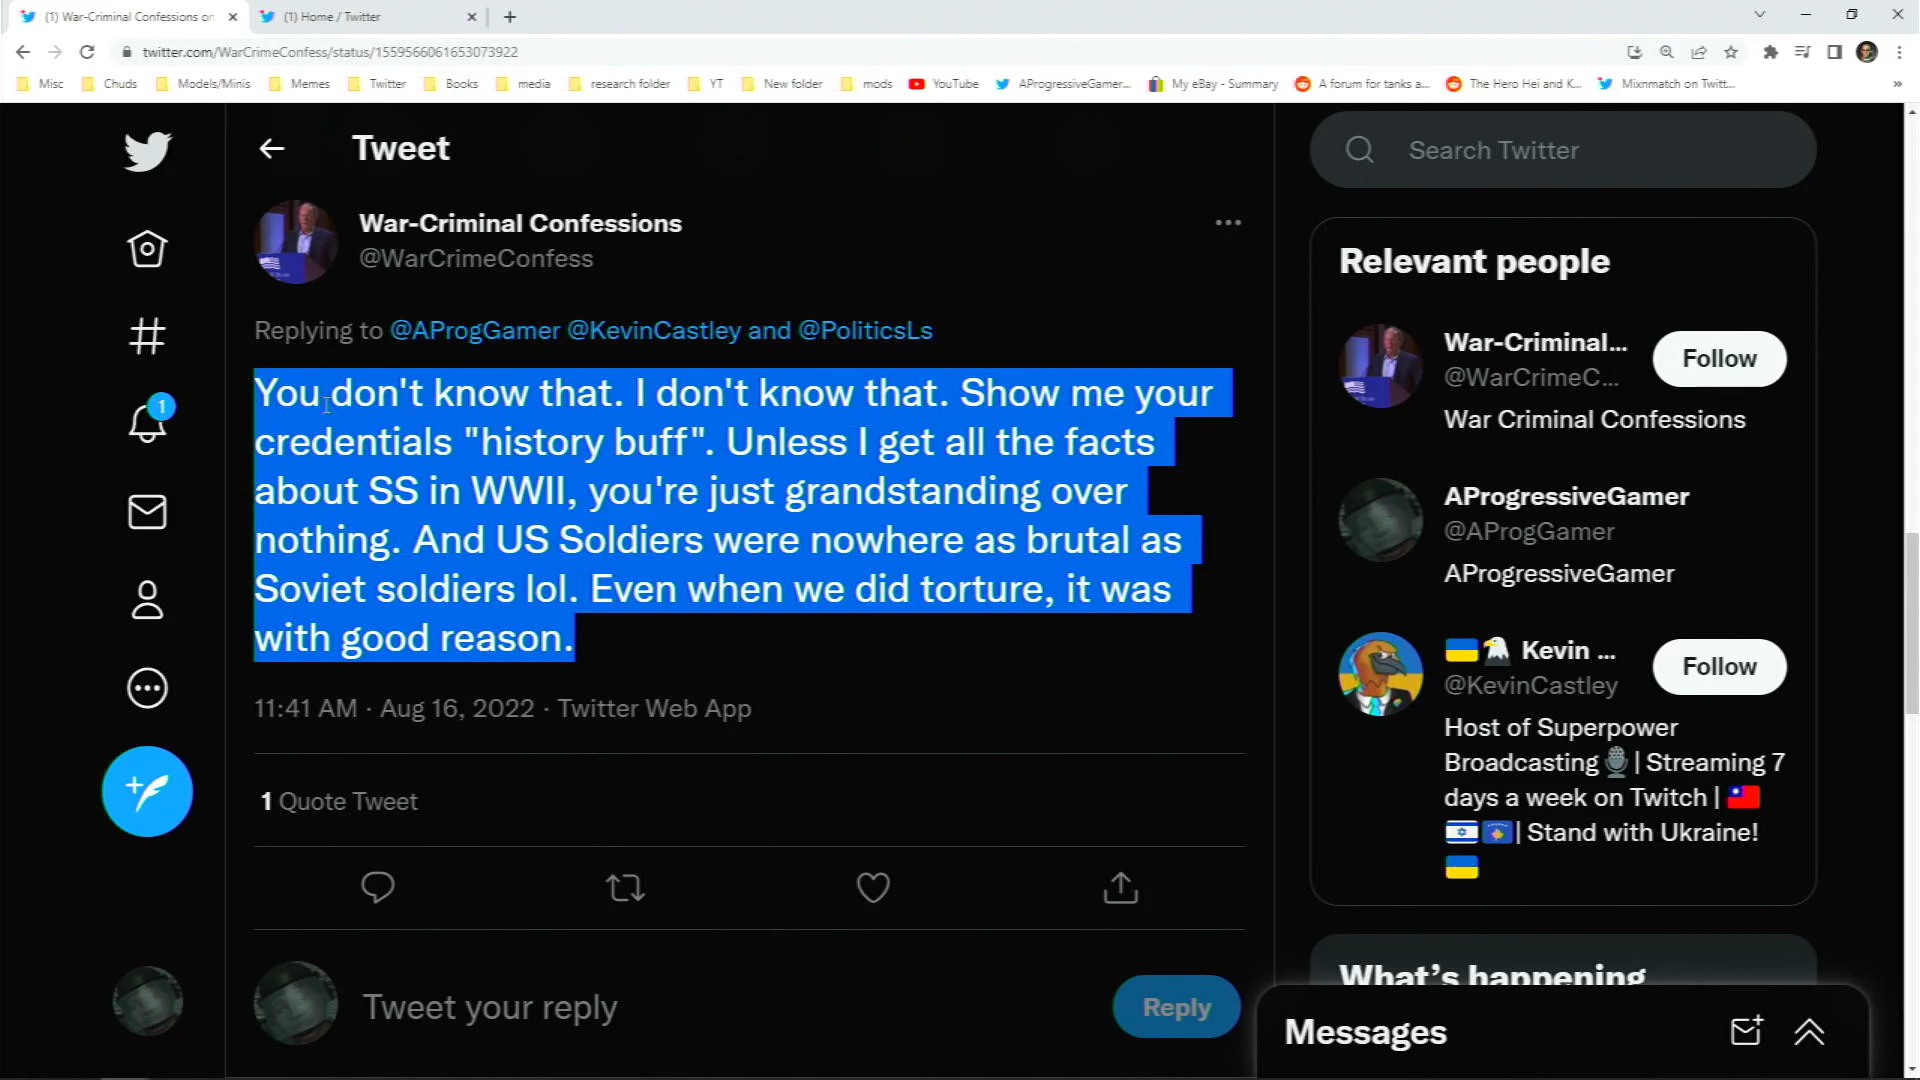 (1) War-Criminal Confessions on
(1) Home / Twitter
twitter.com/WarCrimeConfess/status/1559566061653073922
Misc
Chuds
Models/Minis
Memes
Twitter
Books
media
research folder
YT
New folder
mods
YouTube
AProgressiveGamer...
My eBay - Summary
A forum for tanks a...
The Hero Hei and K...
Mixnmatch on Twitt...
»
Tweet
War-Criminal Confessions
@WarCrimeConfess
Replying to @AProgGamer @KevinCastley and @PoliticsLs
You don't know that. I don't know that. Show me your
credentials "history buff". Unless I get all the facts
about SS in WWII, you're just grandstanding over
nothing. And US Soldiers were nowhere as brutal as
Soviet soldiers lol. Even when we did torture, it was
with good reason.
11:41 AM · Aug 16, 2022 · Twitter Web App
1 Quote Tweet
Tweet your reply
Reply
1
Search Twitter
Relevant people
War-Criminal...
@WarCrimeC...
Follow
War Criminal Confessions
AProgressiveGamer
@AProgGamer
AProgressiveGamer
🇺🇦🦅 Kevin ...
@KevinCastley
Follow
Host of Superpower
Broadcasting🎙️| Streaming 7
days a week on Twitch | 🇹🇼
🇮🇱🇽🇰| Stand with Ukraine!
🇺🇦
What's happening
Messages